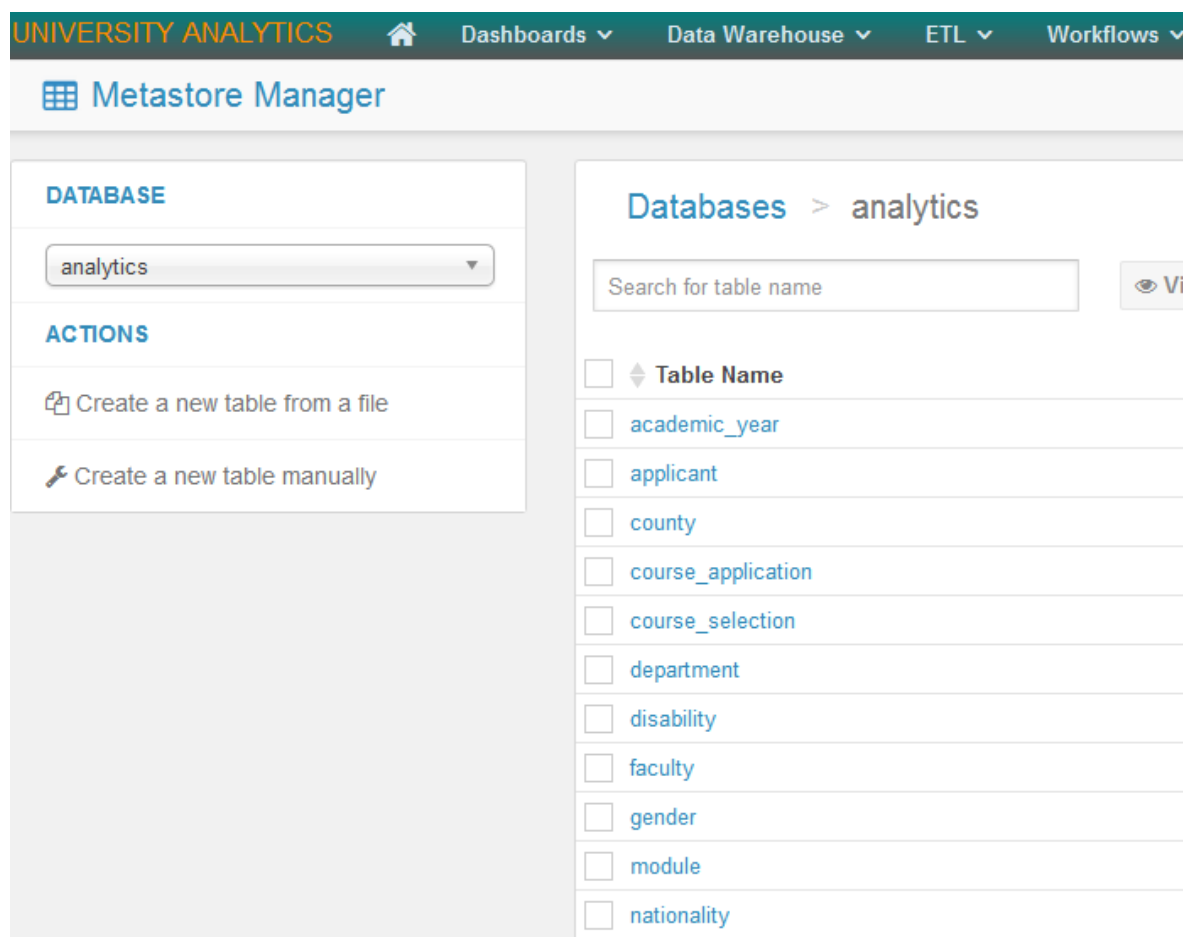 UNIVERSITY ANALYTICS Dashboards Data Warehouse ETL Workflows
Metastore Manager
DATABASE
analytics
ACTIONS
Create a new table from a file
Create a new table manually
Databases > analytics
Search for table name
Table Name
academic_year
applicant
county
course_application
course_selection
department
disability
faculty
gender
module
nationality